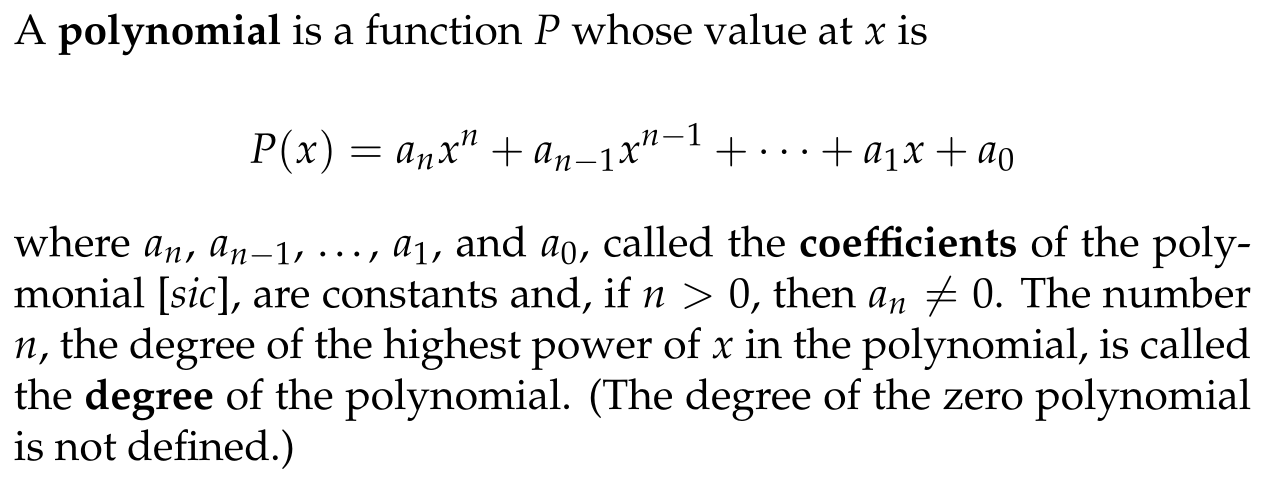 A polynomial is a function P whose value at x is
P(x) = aₙxⁿ + aₙ₋₁xⁿ⁻¹ + · · · + a₁x + a₀
where aₙ, aₙ₋₁, . . . , a₁, and a₀, called the coefficients of the poly-
monial [sic], are constants and, if n > 0, then aₙ ≠ 0. The number
n, the degree of the highest power of x in the polynomial, is called
the degree of the polynomial. (The degree of the zero polynomial
is not defined.)